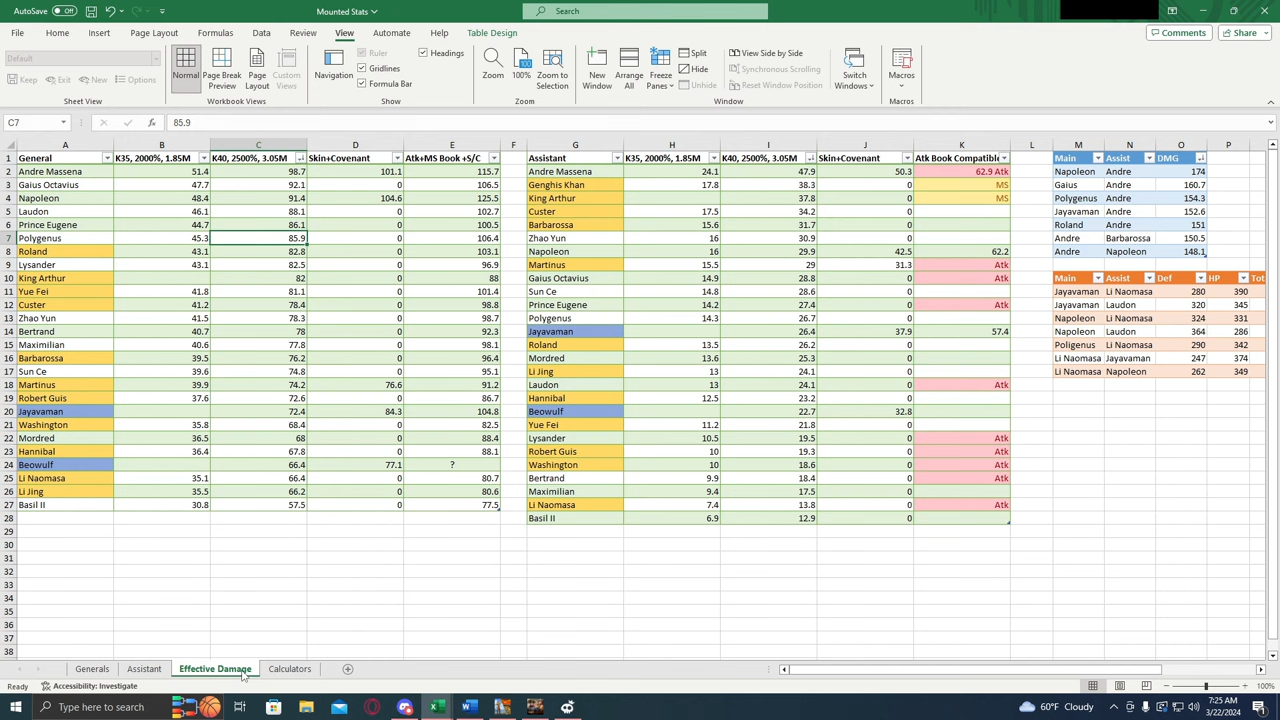 AutoSave Off Mounted Stats Search
File Home Insert Page Layout Formulas Data Review View Automate Help Table Design Comments Share
Default Ruler Headings Split View Side by Side
Formula Bar Gridlines Hide Synchronous Scrolling
Keep Exit New Options Normal Page Break Preview Page Layout Custom Views Navigation Zoom 100% Zoom to Selection New Window Arrange All Freeze Panes Unhide Reset Window Position Switch Windows Macros
Sheet View Workbook Views Show Zoom Window Macros
C7 fx 85.9
A B C D E F G H I J K L M N O P
1 General K35, 2000%, 1.85M K40, 2500%, 3.05M Skin+Covenant Atk+MS Book +S/C Assistant K35, 2000%, 1.85M K40, 2500%, 3.05M Skin+Covenant Atk Book Compatible Main Assist DMG
2 Andre Massena 51.4 98.7 101.1 115.7 Andre Massena 24.1 47.9 50.3 62.9 Atk Napoleon Andre 174
3 Gaius Octavius 47.7 92.1 0 106.5 Genghis Khan 17.8 38.3 0 MS Gaius Andre 160.7
4 Napoleon 48.4 91.4 104.6 125.5 King Arthur 37.8 0 MS Polygenus Andre 154.3
5 Laudon 46.1 88.1 0 102.7 Custer 17.5 34.2 0 Jayavaman Andre 152.6
6 Prince Eugene 44.7 86.1 0 100.5 Barbarossa 15.6 31.7 0 Roland Andre 151
7 Polygenus 45.3 85.9 0 106.4 Zhao Yun 16 30.9 0 Andre Barbarossa 150.5
8 Roland 43.1 82.8 0 103.1 Napoleon 16 29.9 42.5 62.2 Andre Napoleon 148.1
9 Lysander 43.1 82.5 0 96.9 Martinus 15.5 29 31.3 Atk
10 King Arthur 82 0 88 Gaius Octavius 14.9 28.8 0 Atk Main Assist Def HP
11 Yue Fei 41.8 81.1 0 101.4 Sun Ce 14.8 28.6 0 Jayavaman Li Naomasa 280 390
12 Custer 41.2 78.4 0 98.8 Prince Eugene 14.2 27.4 0 Atk Jayavaman Laudon 320 345
13 Zhao Yun 41.5 78.3 0 98.7 Polygenus 14.3 26.7 0 Napoleon Li Naomasa 324 331
14 Bertrand 40.7 78 0 92.3 Jayavaman 26.4 37.9 57.4 Napoleon Laudon 364 286
15 Maximilian 40.6 77.8 0 98.1 Roland 13.5 26.2 0 Poligenus Li Naomasa 290 342
16 Barbarossa 39.5 76.2 0 96.4 Mordred 13.6 25.3 0 Li Naomasa Jayavaman 247 374
17 Sun Ce 39.6 74.8 0 95.1 Li Jing 13 24.1 0 Li Naomasa Napoleon 262 349
18 Martinus 39.9 74.2 76.6 91.2 Laudon 13 24.1 0 Atk
19 Robert Guis 37.6 72.6 0 86.7 Hannibal 12.5 23.2 0
20 Jayavaman 72.4 84.3 104.8 Beowulf 22.7 32.8
21 Washington 35.8 68.4 0 82.5 Yue Fei 11.2 21.8 0
22 Mordred 36.5 68 0 88.4 Lysander 10.5 19.5 0 Atk
23 Hannibal 36.4 67.8 0 88.1 Robert Guis 10 19.3 0 Atk
24 Beowulf 66.4 77.1 ? Washington 10 18.6 0 Atk
25 Li Naomasa 35.1 66.4 0 80.7 Bertrand 9.9 18.4 0 Atk
26 Li Jing 35.5 66.2 0 80.6 Maximilian 9.4 17.5 0
27 Basil II 30.8 57.5 0 77.5 Li Naomasa 7.4 13.8 0 Atk
28 Basil II 6.9 12.9 0
29
30
31
32
33
34
35
36
37
38
Generals Assistant Effective Damage Calculators
Ready Accessibility: Investigate 100%
Type here to search 60°F Cloudy 7:25 AM
3/22/2024